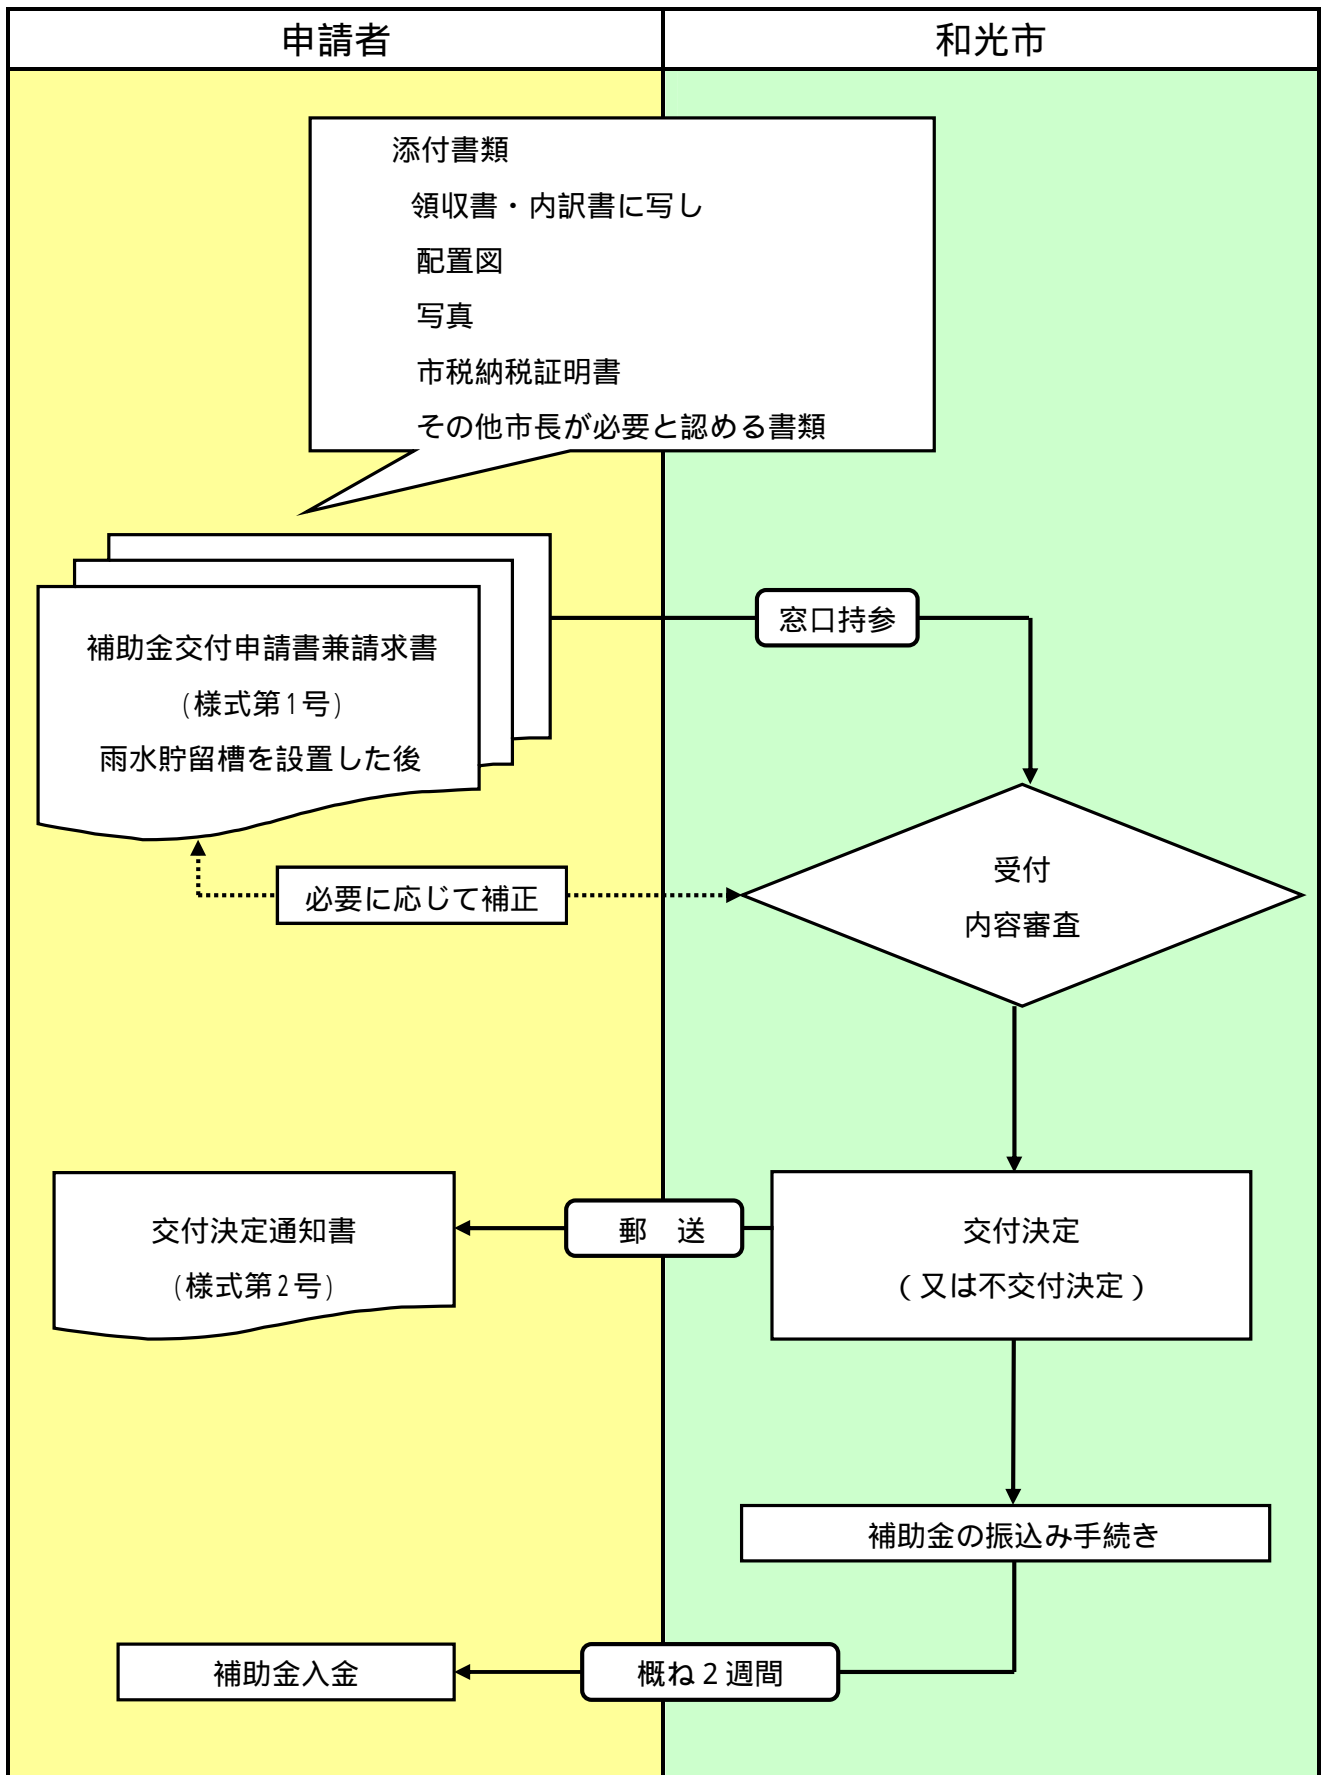 申請者
和光市
添付書類
領収書・内訳書に写し
配置図
写真
市税納税証明書
その他市長が必要と認める書類
補助金交付申請書兼請求書
(様式第1号)
雨水貯留槽を設置した後
窓口持参
受付
内容審査
必要に応じて補正
交付決定通知書
(様式第2号)
郵　送
交付決定
（又は不交付決定）
補助金の振込み手続き
補助金入金
概ね２週間